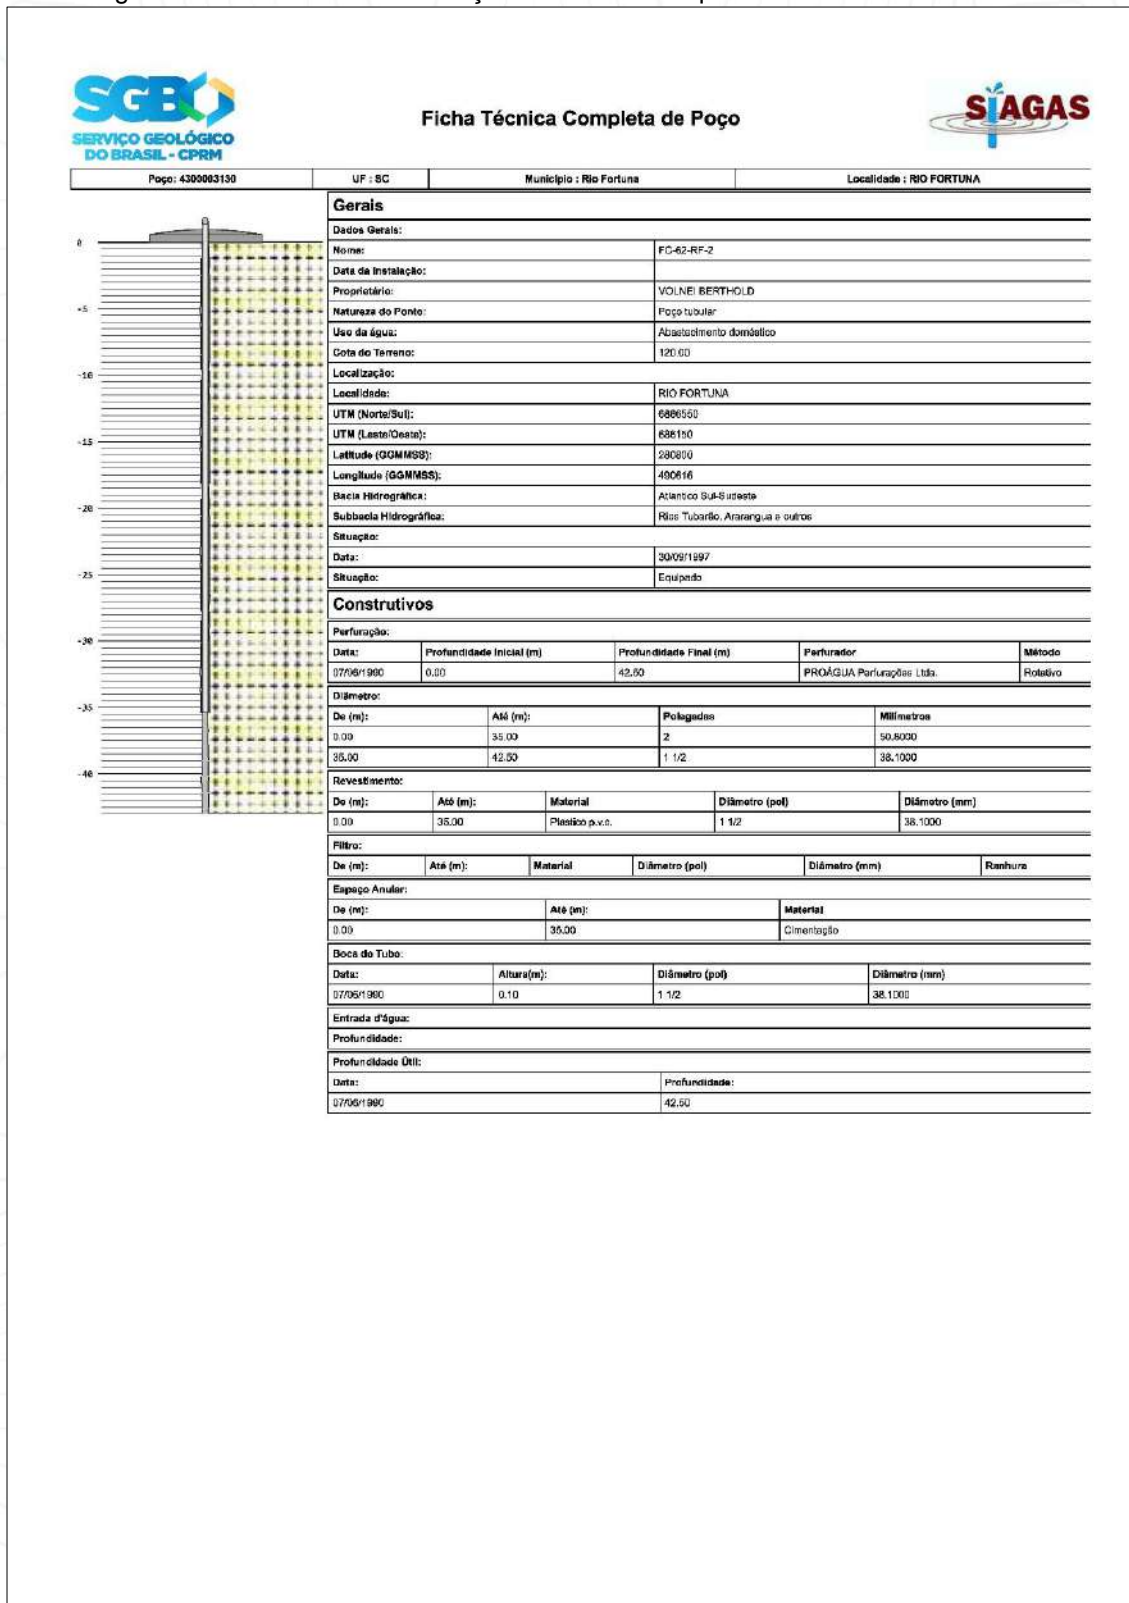 SGB
SERVIÇO GEOLÓGICO
DO BRASIL - CPRM
Ficha Técnica Completa de Poço
SIAGAS
Poço: 4300003130 UF : SC Município : Rio Fortuna Localidade : RIO FORTUNA
Gerais
Dados Gerais:
Nome: FC-62-RF-2
Data da Instalação:
Proprietário: VOLNEI BERTHOLD
Natureza do Ponto: Poço tubular
Uso da água: Abastecimento doméstico
Cota do Terreno: 120.00
Localização:
Localidade: RIO FORTUNA
UTM (Norte/Sul): 6886550
UTM (Leste/Oeste): 686150
Latitude (GGMMSS): 280800
Longitude (GGMMSS): 490616
Bacia Hidrográfica: Atlantico Sul-Sudeste
Subbacia Hidrográfica: Rios Tubarão, Ararangua e outros
Situação:
Data: 30/09/1997
Situação: Equipado
Construtivos
Perfuração:
Data: Profundidade Inicial (m) Profundidade Final (m) Perfurador Método
07/06/1990 0.00 42.50 PROÁGUA Perfurações Ltda. Rotativo
Diâmetro:
De (m): Até (m): Polegadas Milímetros
0.00 35.00 2 50.8000
35.00 42.50 1 1/2 38.1000
Revestimento:
De (m): Até (m): Material Diâmetro (pol) Diâmetro (mm)
0.00 35.00 Plastico p.v.c. 1 1/2 38.1000
Filtro:
De (m): Até (m): Material Diâmetro (pol) Diâmetro (mm) Ranhura
Espaço Anular:
De (m): Até (m): Material
0.00 35.00 Cimentação
Boca do Tubo:
Data: Altura(m): Diâmetro (pol) Diâmetro (mm)
07/06/1990 0.10 1 1/2 38.1000
Entrada d'água:
Profundidade:
Profundidade Útil:
Data: Profundidade:
07/06/1990 42.50
0
-5
-10
-15
-20
-25
-30
-35
-40